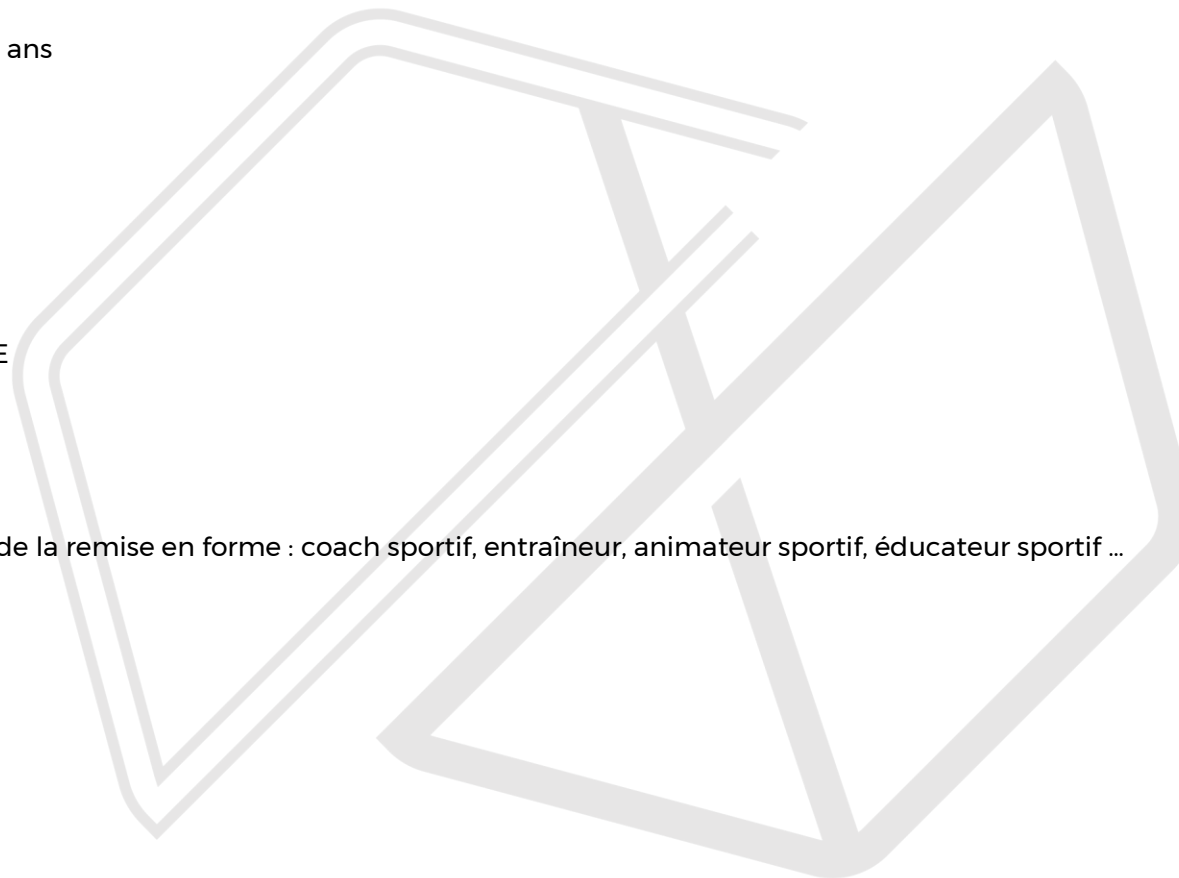 ans
E
de la remise en forme : coach sportif, entraîneur, animateur sportif, éducateur sportif ...